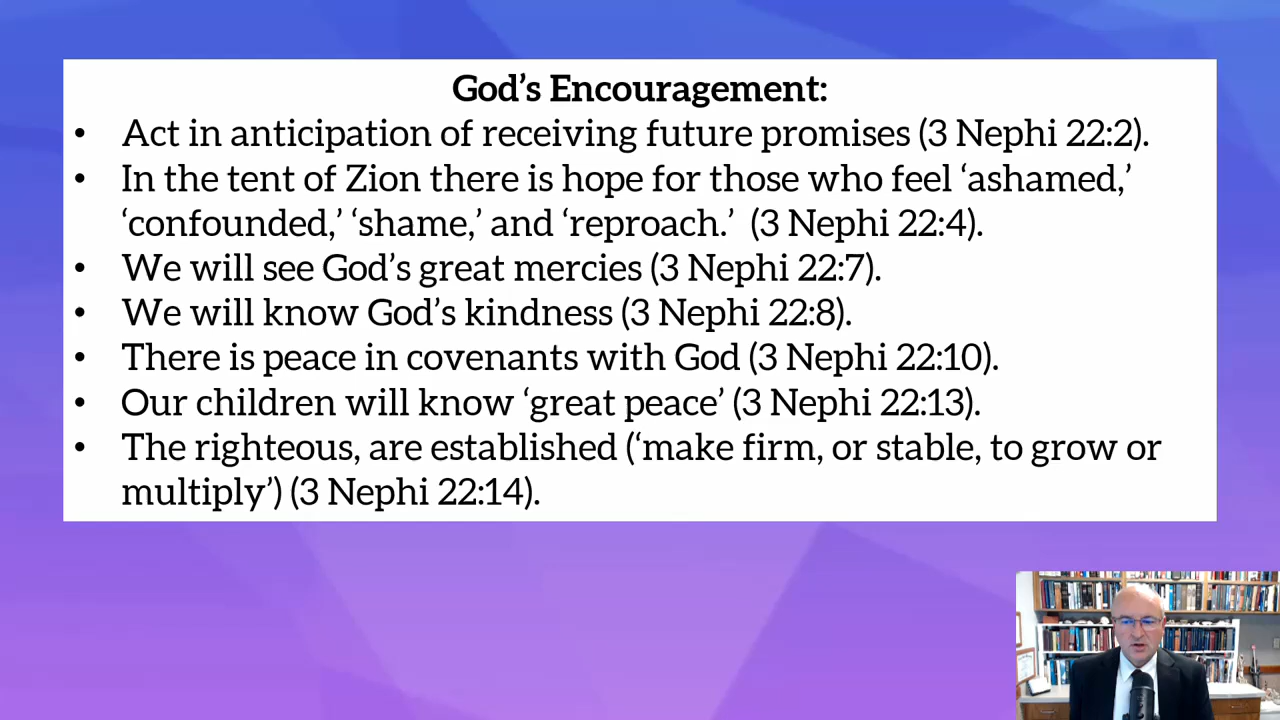 God’s Encouragement:
• Act in anticipation of receiving future promises (3 Nephi 22:2).
• In the tent of Zion there is hope for those who feel ‘ashamed,’
‘confounded,’ ‘shame,’ and ‘reproach.’ (3 Nephi 22:4).
• We will see God’s great mercies (3 Nephi 22:7).
• We will know God’s kindness (3 Nephi 22:8).
• There is peace in covenants with God (3 Nephi 22:10).
• Our children will know ‘great peace’ (3 Nephi 22:13).
• The righteous, are established (‘make firm, or stable, to grow or
multiply’) (3 Nephi 22:14).